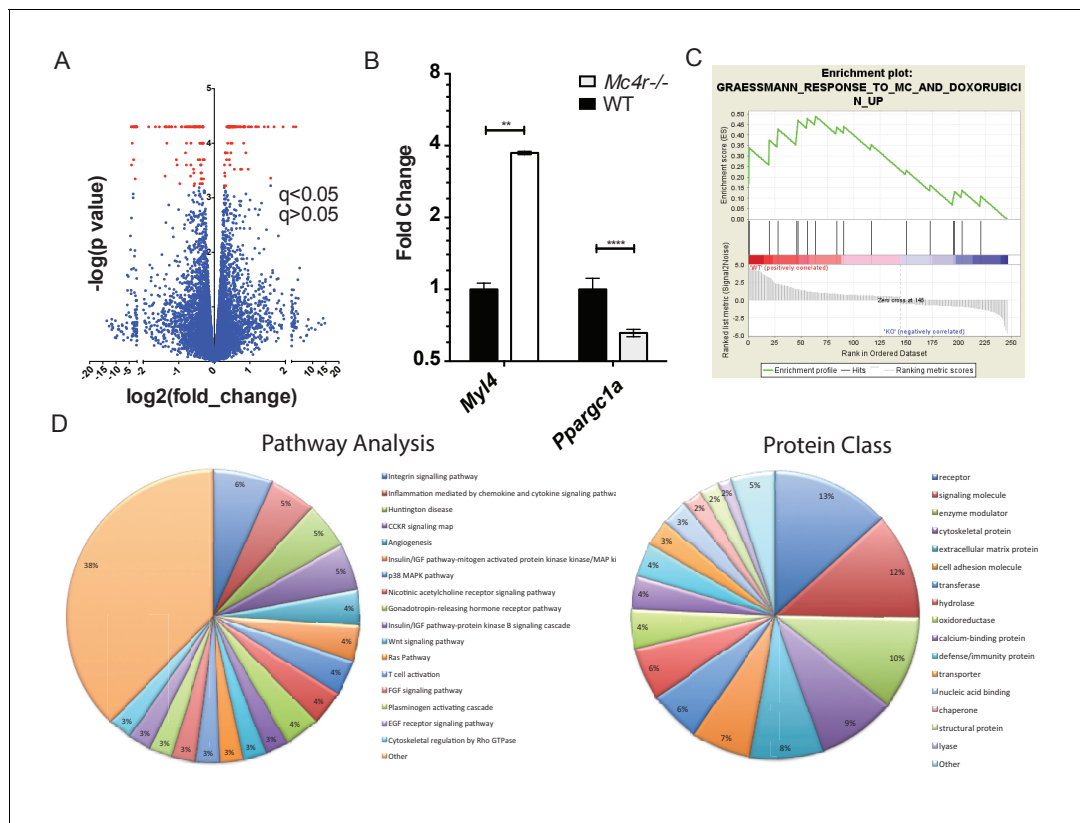 A
5
4
3
2
1
-log(p value)
q<0.05
q>0.05
-20
-15
-10
-5
-2
-1
0
1
2
10
15
20
log2(fold_change)
B
8
4
2
1
0.5
Fold Change
Mc4r-/-
WT
**
****
Myl4
Ppargc1a
C
Enrichment plot:
GRAESSMANN_RESPONSE_TO_MC_AND_DOXORUBICI
N_UP
Enrichment score (ES)
0.50
0.45
0.40
0.35
0.30
0.25
0.20
0.15
0.10
0.05
0.00
Ranked list metric (Signal2Noise)
5.0
2.5
0.0
-2.5
-5.0
'WT' (positively correlated)
Zero cross at 146
'KO' (negatively correlated)
0 25 50 75 100 125 150 175 200 225 250
Rank in Ordered Dataset
Enrichment profile Hits Ranking metric scores
D
Pathway Analysis
6%
5%
5%
5%
4%
4%
4%
4%
4%
3%
3%
3%
3%
3%
3%
3%
3%
38%
Integrin signalling pathway
Inflammation mediated by chemokine and cytokine signaling pathwa
Huntington disease
CCKR signaling map
Angiogenesis
Insulin/IGF pathway-mitogen activated protein kinase kinase/MAP ki
p38 MAPK pathway
Nicotinic acetylcholine receptor signaling pathway
Gonadotropin-releasing hormone receptor pathway
Insulin/IGF pathway-protein kinase B signaling cascade
Wnt signaling pathway
Ras Pathway
T cell activation
FGF signaling pathway
Plasminogen activating cascade
EGF receptor signaling pathway
Cytoskeletal regulation by Rho GTPase
Other
Protein Class
13%
12%
10%
9%
8%
7%
6%
6%
4%
4%
4%
3%
3%
2%
2%
2%
5%
receptor
signaling molecule
enzyme modulator
cytoskeletal protein
extracellular matrix protein
cell adhesion molecule
transferase
hydrolase
oxidoreductase
calcium-binding protein
defense/immunity protein
transporter
nucleic acid binding
chaperone
structural protein
lyase
Other